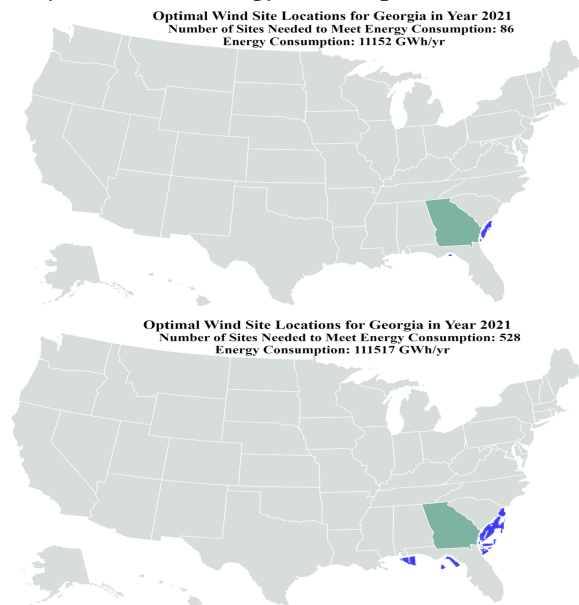 Optimal Wind Site Locations for Georgia in Year 2021
Number of Sites Needed to Meet Energy Consumption: 86
Energy Consumption: 11152 GWh/yr
Optimal Wind Site Locations for Georgia in Year 2021
Number of Sites Needed to Meet Energy Consumption: 528
Energy Consumption: 111517 GWh/yr